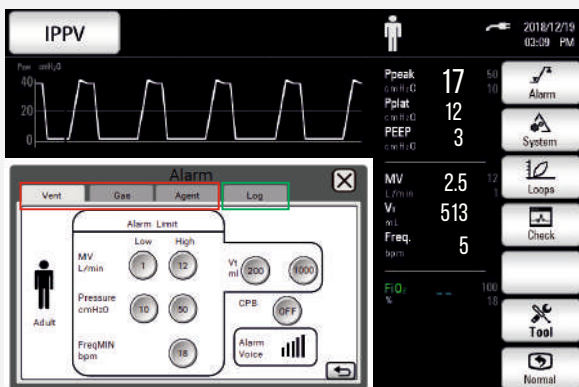 IPPV
2018/12/19
03:09 PM
Paw cmH₂O
40
20
0
Ppeak 17 50
cmH₂O 10
Pplat 12
cmH₂O
PEEP 3
cmH₂O
MV 2.5 12
L/min 1
Vt 513
mL
Freq. 5
bpm
FiO₂ -- 100
% 18
Alarm
System
Loops
Check
Tool
Normal
Alarm
Vent Gas Agent Log
Alarm Limit
Low High
MV
L/min
1 12
Vt
ml
200 1000
Adult
Pressure
cmH2O
10 50
CPB OFF
FreqMIN
bpm
18
Alarm
Voice